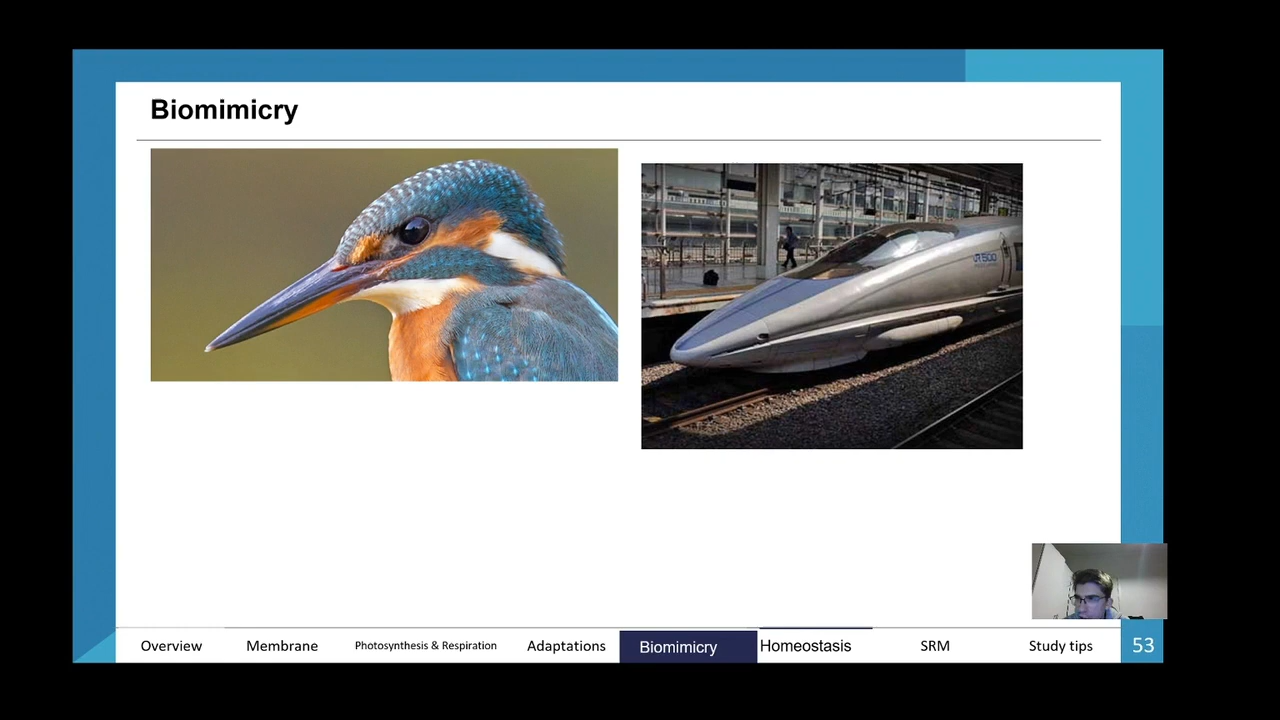 Biomimicry
Overview
Membrane
Photosynthesis & Respiration
Adaptations
Biomimicry
Homeostasis
SRM
Study tips
53